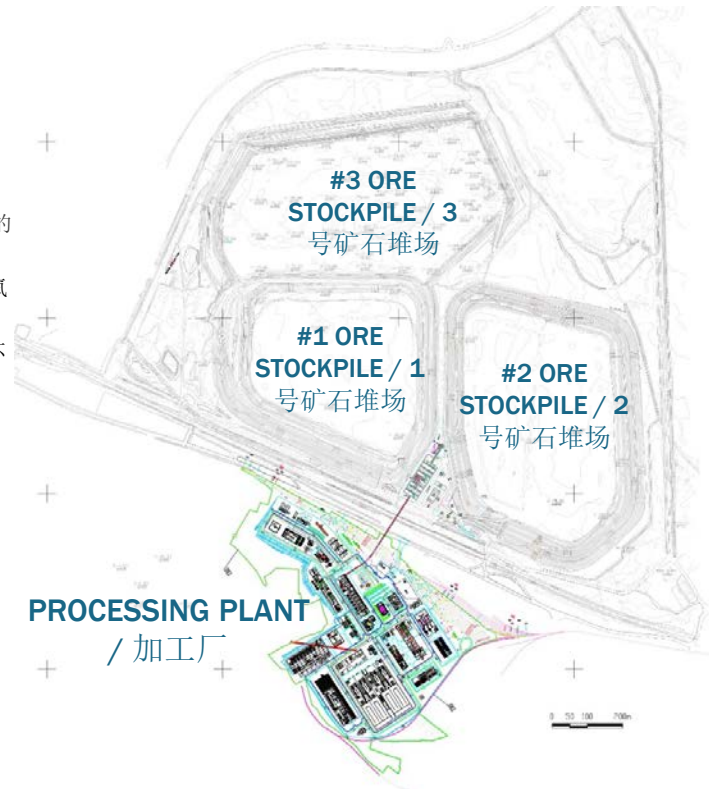 的
#3 ORE
STOCKPILE / 3
号矿石堆场
#1 ORE
STOCKPILE / 1
号矿石堆场
#2 ORE
STOCKPILE / 2
号矿石堆场
PROCESSING PLANT
/ 加工厂
0 50 100 200m